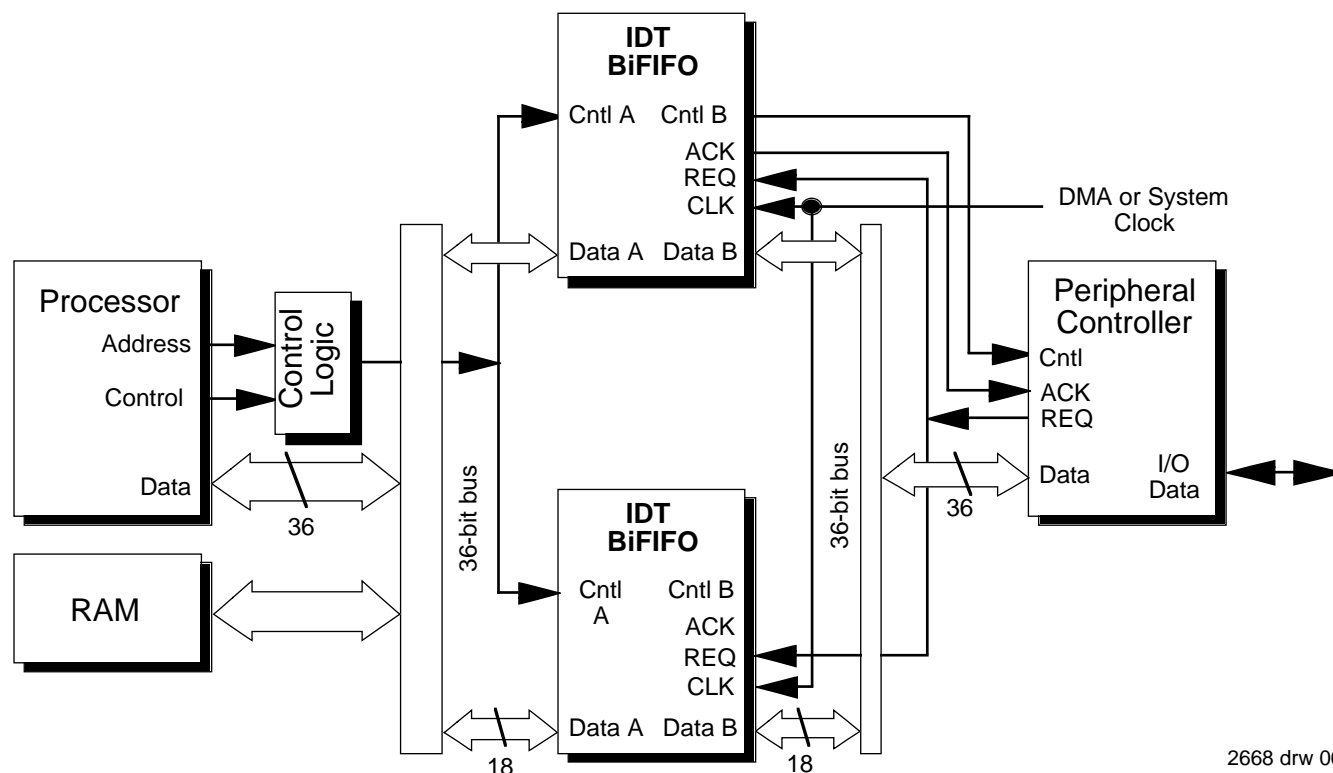 IDT
BiFIFO
Cntl A
Cntl B
ACK
REQ
CLK
Data A
Data B
DMA or System
Clock
Processor
Address
Control
Data
36
Control
Logic
RAM
36-bit bus
IDT
BiFIFO
Cntl
A
Cntl B
ACK
REQ
CLK
Data A
Data B
18
18
36-bit bus
36
Peripheral
Controller
Cntl
ACK
REQ
Data
I/O
Data
2668 drw